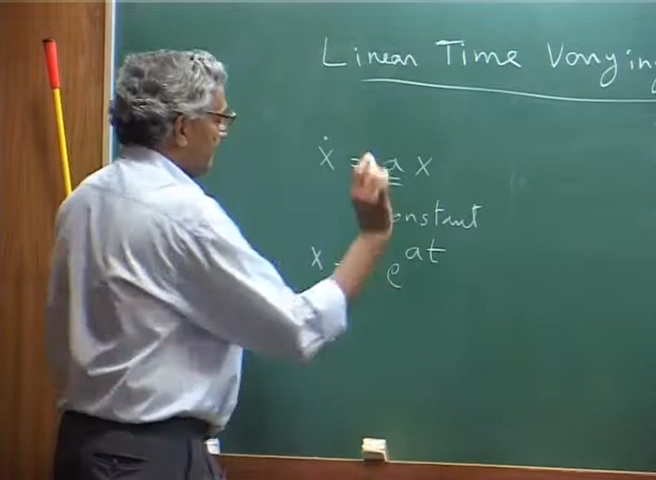 Linear Time Varying
ẋ = a x
onstant
x e^at